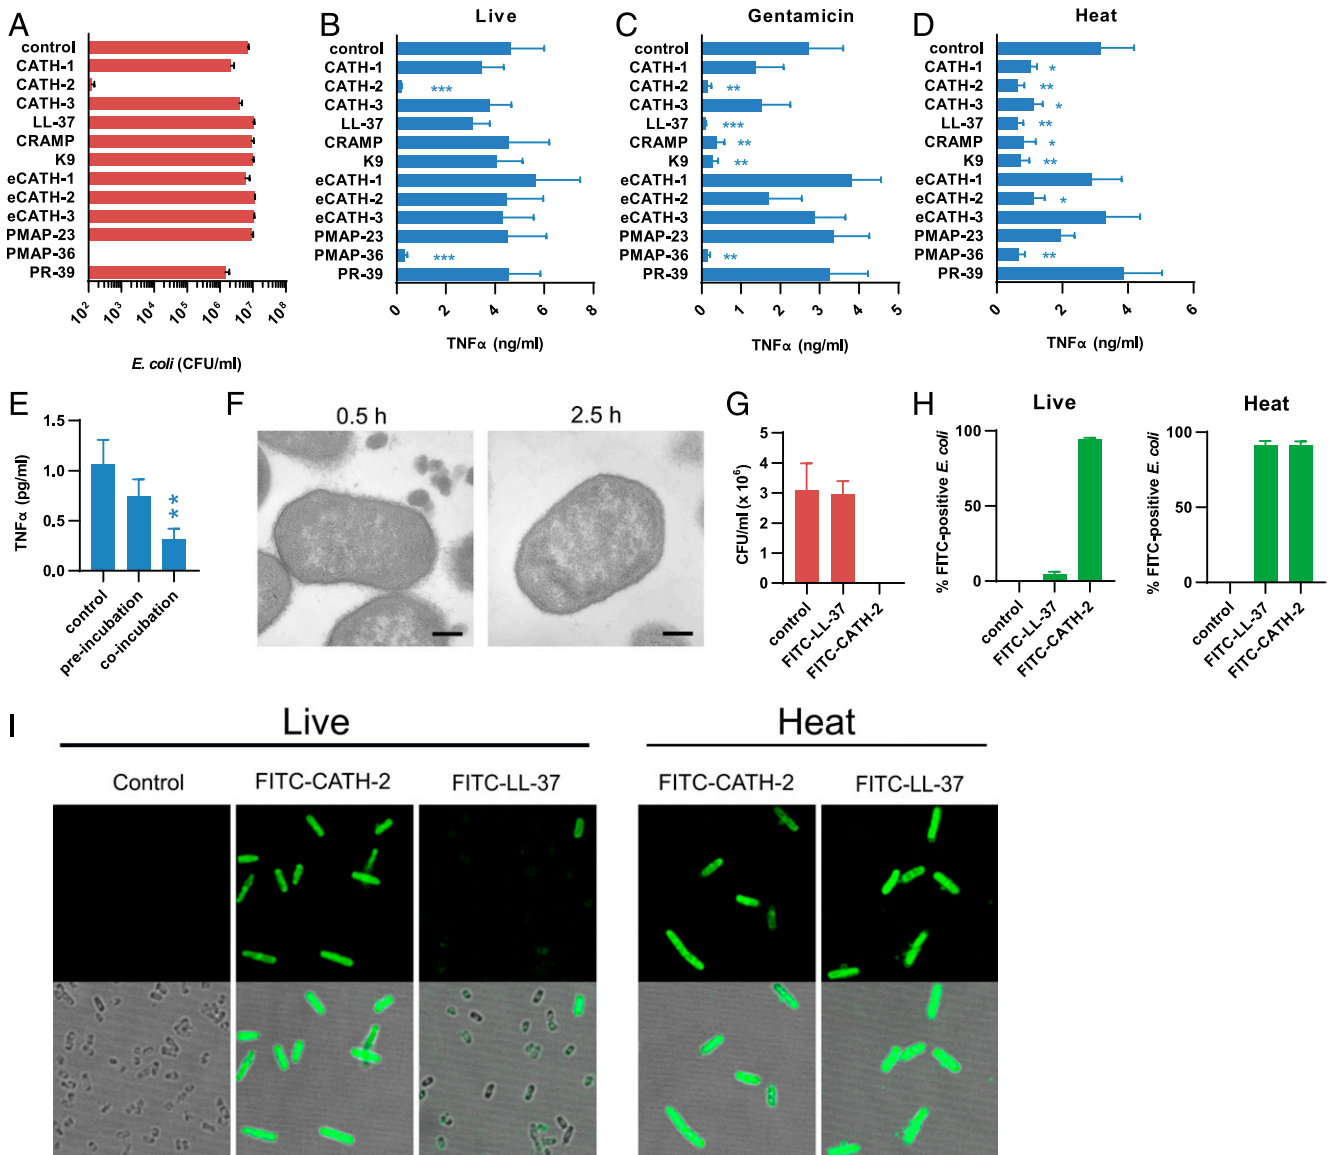 A
control
CATH-1
CATH-2
CATH-3
LL-37
CRAMP
K9
eCATH-1
eCATH-2
eCATH-3
PMAP-23
PMAP-36
PR-39
10² 10³ 10⁴ 10⁵ 10⁶ 10⁷ 10⁸
E. coli (CFU/ml)
B
Live
control
CATH-1
CATH-2 ***
CATH-3
LL-37
CRAMP
K9
eCATH-1
eCATH-2
eCATH-3
PMAP-23
PMAP-36 ***
PR-39
0 2 4 6 8
TNFα (ng/ml)
C
Gentamicin
control
CATH-1
CATH-2 **
CATH-3
LL-37 ***
CRAMP **
K9 **
eCATH-1
eCATH-2
eCATH-3
PMAP-23
PMAP-36 **
PR-39
0 1 2 3 4 5
TNFα (ng/ml)
D
Heat
control
CATH-1 *
CATH-2 **
CATH-3 *
LL-37 **
CRAMP *
K9 **
eCATH-1
eCATH-2 *
eCATH-3
PMAP-23
PMAP-36 **
PR-39
0 2 4 6
TNFα (ng/ml)
E
TNFα (pg/ml)
1.5
1.0
0.5
0.0
**
control
pre-incubation
co-incubation
F
0.5 h
2.5 h
G
CFU/ml (x 10⁶)
5
4
3
2
1
0
control
FITC-LL-37
FITC-CATH-2
H
Live
% FITC-positive E. coli
100
50
0
control
FITC-LL-37
FITC-CATH-2
Heat
% FITC-positive E. coli
100
50
0
control
FITC-LL-37
FITC-CATH-2
I
Live
Heat
Control
FITC-CATH-2
FITC-LL-37
FITC-CATH-2
FITC-LL-37